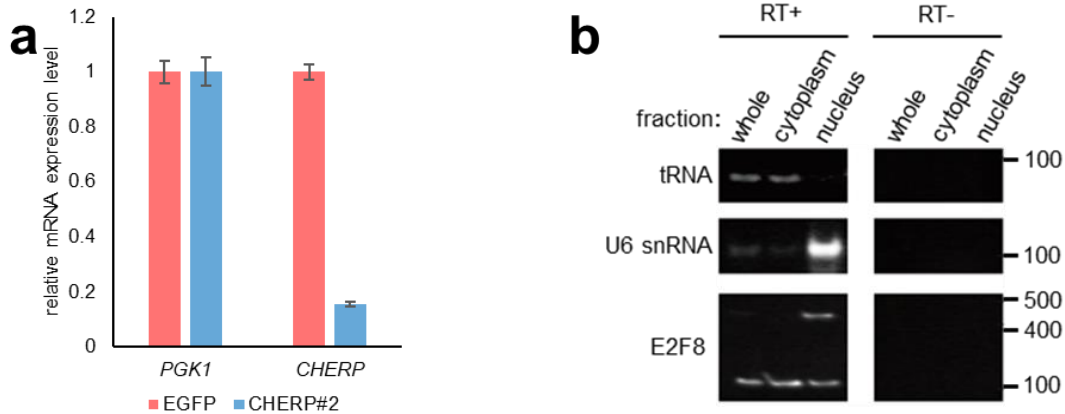 a
relative mRNA expression level
1.2
1
0.8
0.6
0.4
0.2
0
PGK1 CHERP
EGFP CHERP#2
b
RT+ RT-
fraction: whole cytoplasm nucleus whole cytoplasm nucleus
tRNA 100
U6 snRNA 100
E2F8
500
400
100